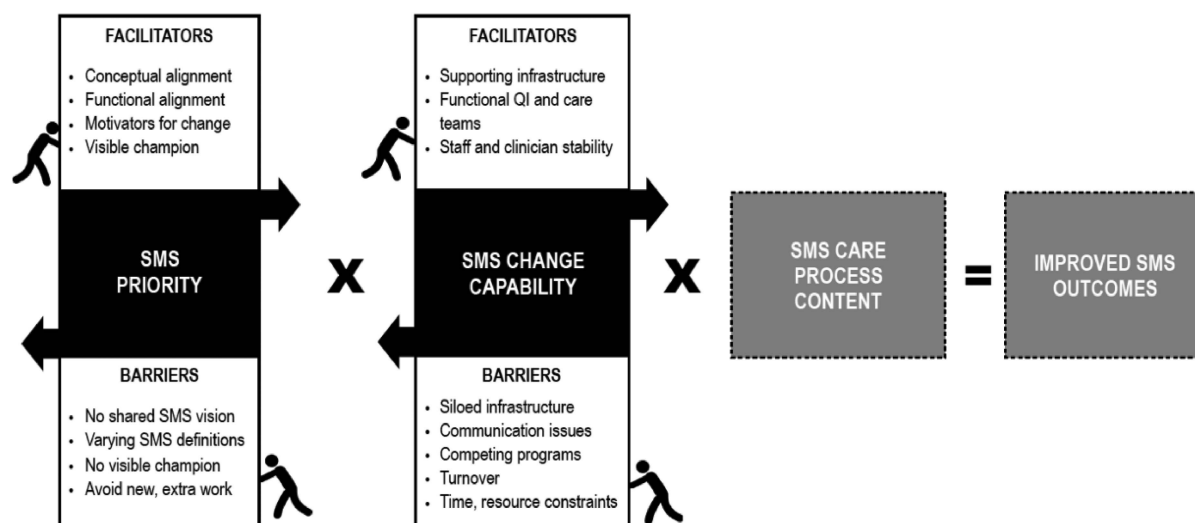 FACILITATORS
• Conceptual alignment
• Functional alignment
• Motivators for change
• Visible champion
SMS
PRIORITY
BARRIERS
• No shared SMS vision
• Varying SMS definitions
• No visible champion
• Avoid new, extra work
X
FACILITATORS
• Supporting infrastructure
• Functional QI and care
teams
• Staff and clinician stability
SMS CHANGE
CAPABILITY
BARRIERS
• Siloed infrastructure
• Communication issues
• Competing programs
• Turnover
• Time, resource constraints
X
SMS CARE
PROCESS
CONTENT
=
IMPROVED SMS
OUTCOMES